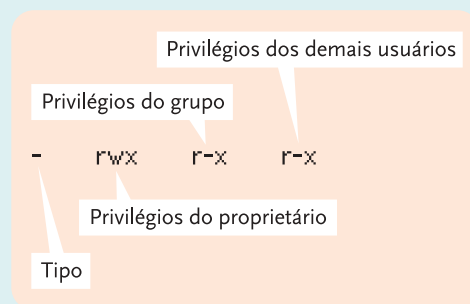 Privilégios dos demais usuários
Privilégios do grupo
- rwx r-x r-x
Privilégios do proprietário
Tipo